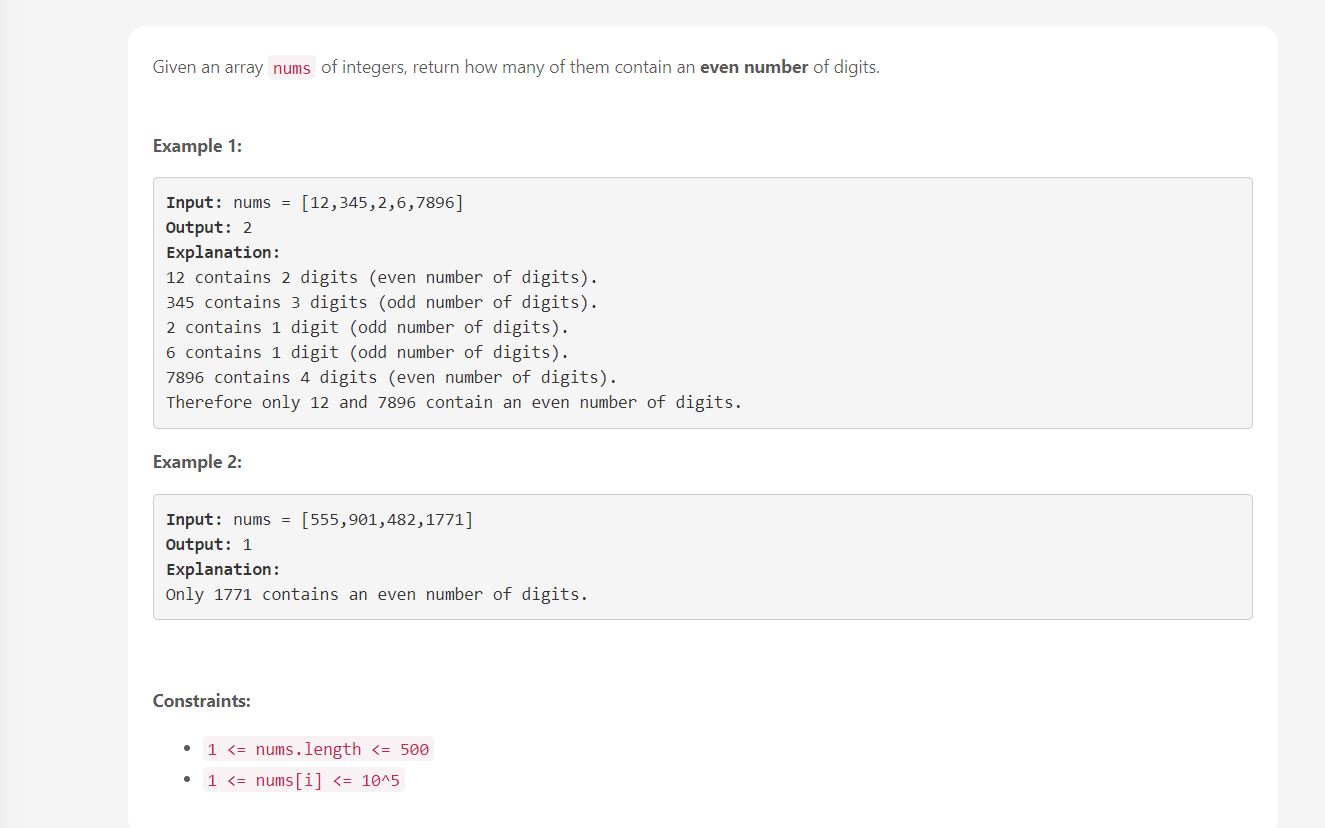 Given an array nums of integers, return how many of them contain an even number of digits.
Example 1:
Input: nums = [12,345,2,6,7896]
Output: 2
Explanation:
12 contains 2 digits (even number of digits).
345 contains 3 digits (odd number of digits).
2 contains 1 digit (odd number of digits).
6 contains 1 digit (odd number of digits).
7896 contains 4 digits (even number of digits).
Therefore only 12 and 7896 contain an even number of digits.
Example 2:
Input: nums = [555,901,482,1771]
Output: 1
Explanation:
Only 1771 contains an even number of digits.
Constraints:
• 1 <= nums.length <= 500
• 1 <= nums[i] <= 10^5